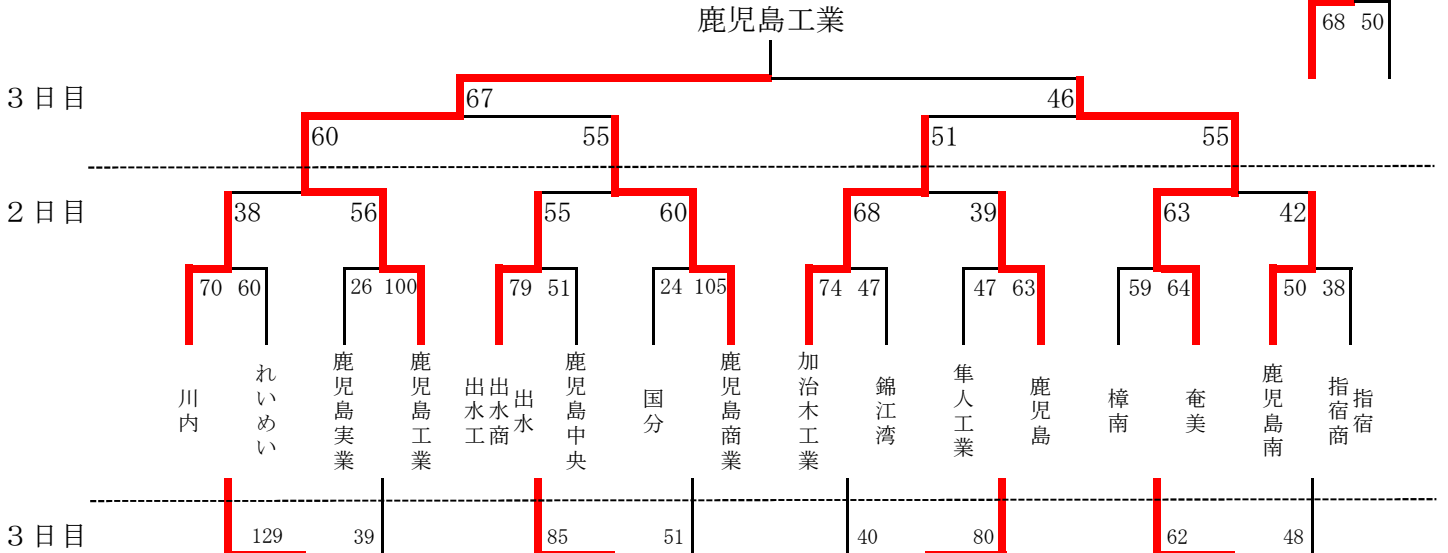 鹿児島工業
68 50
3日目
67 46
60 55 51 55
2日目
38 56 55 60 68 39 63 42
70 60 26 100 79 51 24 105 74 47 47 63 59 64 50 38
川内
れいめい
鹿児島実業
鹿児島工業
出水工
出水商
出水
鹿児島中央
国分
鹿児島商業
加治木工業
錦江湾
隼人工業
鹿児島
樟南
奄美
鹿児島南
指宿商
指宿
3日目
129 39 85 51 40 80 62 48